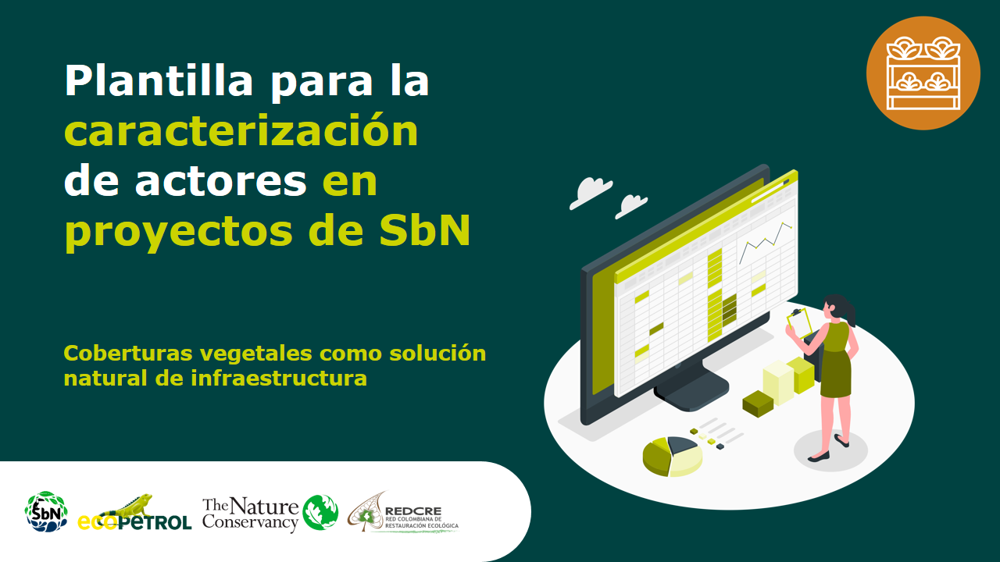 Plantilla para la
caracterización
de actores en
proyectos de SbN
Coberturas vegetales como solución
natural de infraestructura
SbN
ecoPETROL
The Nature
Conservancy
REDCRE
RED COLOMBIANA DE
RESTAURACIÓN ECOLÓGICA